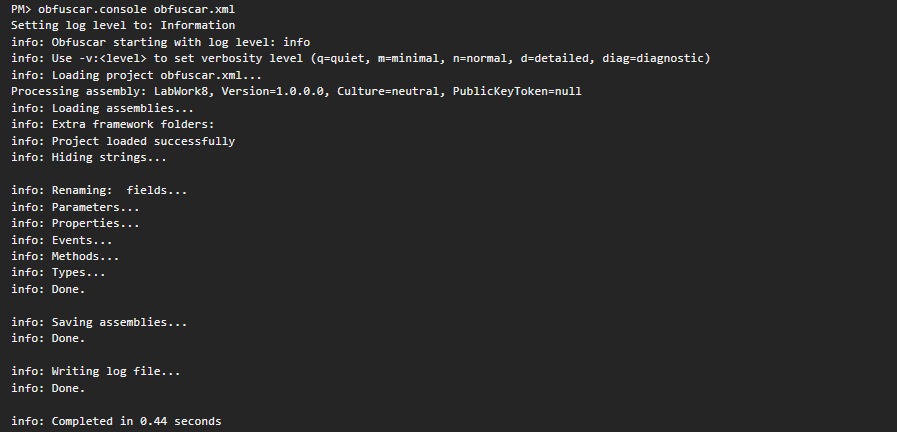 PM> obfuscar.console obfuscar.xml
Setting log level to: Information
info: Obfuscar starting with log level: info
info: Use -v:<level> to set verbosity level (q=quiet, m=minimal, n=normal, d=detailed, diag=diagnostic)
info: Loading project obfuscar.xml...
Processing assembly: LabWork8, Version=1.0.0.0, Culture=neutral, PublicKeyToken=null
info: Loading assemblies...
info: Extra framework folders:
info: Project loaded successfully
info: Hiding strings...
info: Renaming:  fields...
info: Parameters...
info: Properties...
info: Events...
info: Methods...
info: Types...
info: Done.
info: Saving assemblies...
info: Done.
info: Writing log file...
info: Done.
info: Completed in 0.44 seconds